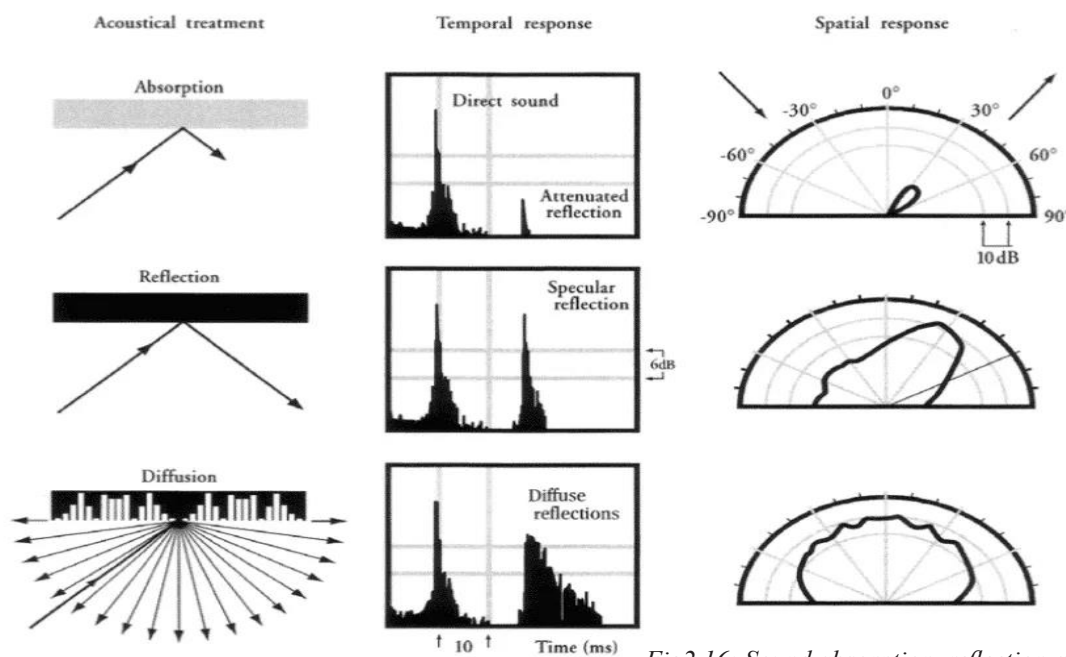 Acoustical treatment
Temporal response
Spatial response
Absorption
Direct sound
Attenuated
reflection
-90°
-60°
-30°
0°
30°
60°
90°
10 dB
Reflection
Specular
reflection
6dB
Diffusion
Diffuse
reflections
10
Time (ms)